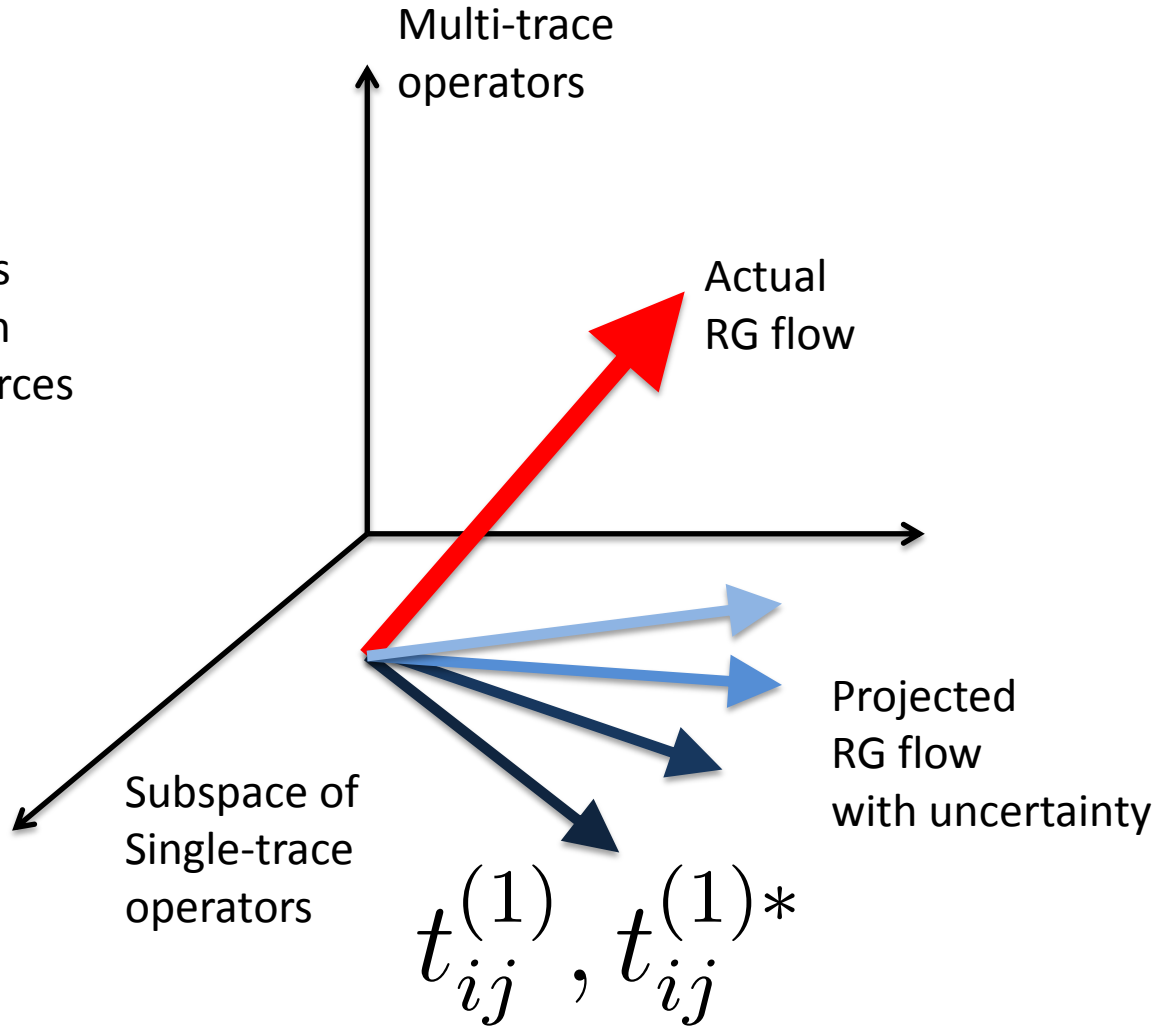 Multi-trace
operators
Actual
RG flow
s
n
rces
Projected
RG flow
with uncertainty
Subspace of
Single-trace
operators
t_{ij}^{(1)}, t_{ij}^{(1)*}